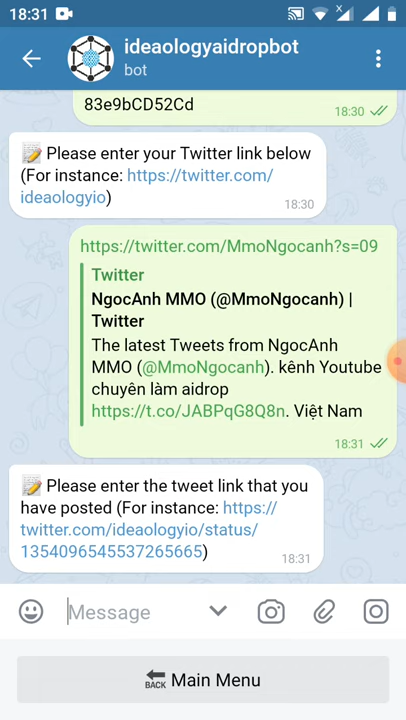 18:31
ideaologyaidropbot
bot
83e9bCD52Cd
18:30
Please enter your Twitter link below
(For instance: https://twitter.com/
ideaologyio)
18:30
https://twitter.com/MmoNgocanh?s=09
Twitter
NgocAnh MMO (@MmoNgocanh) |
Twitter
The latest Tweets from NgocAnh
MMO (@MmoNgocanh). kênh Youtube
chuyên làm aidrop
https://t.co/JABPqG8Q8n. Việt Nam
18:31
Please enter the tweet link that you
have posted (For instance: https://
twitter.com/ideaologyio/status/
1354096545537265665)
18:31
Message
BACK Main Menu